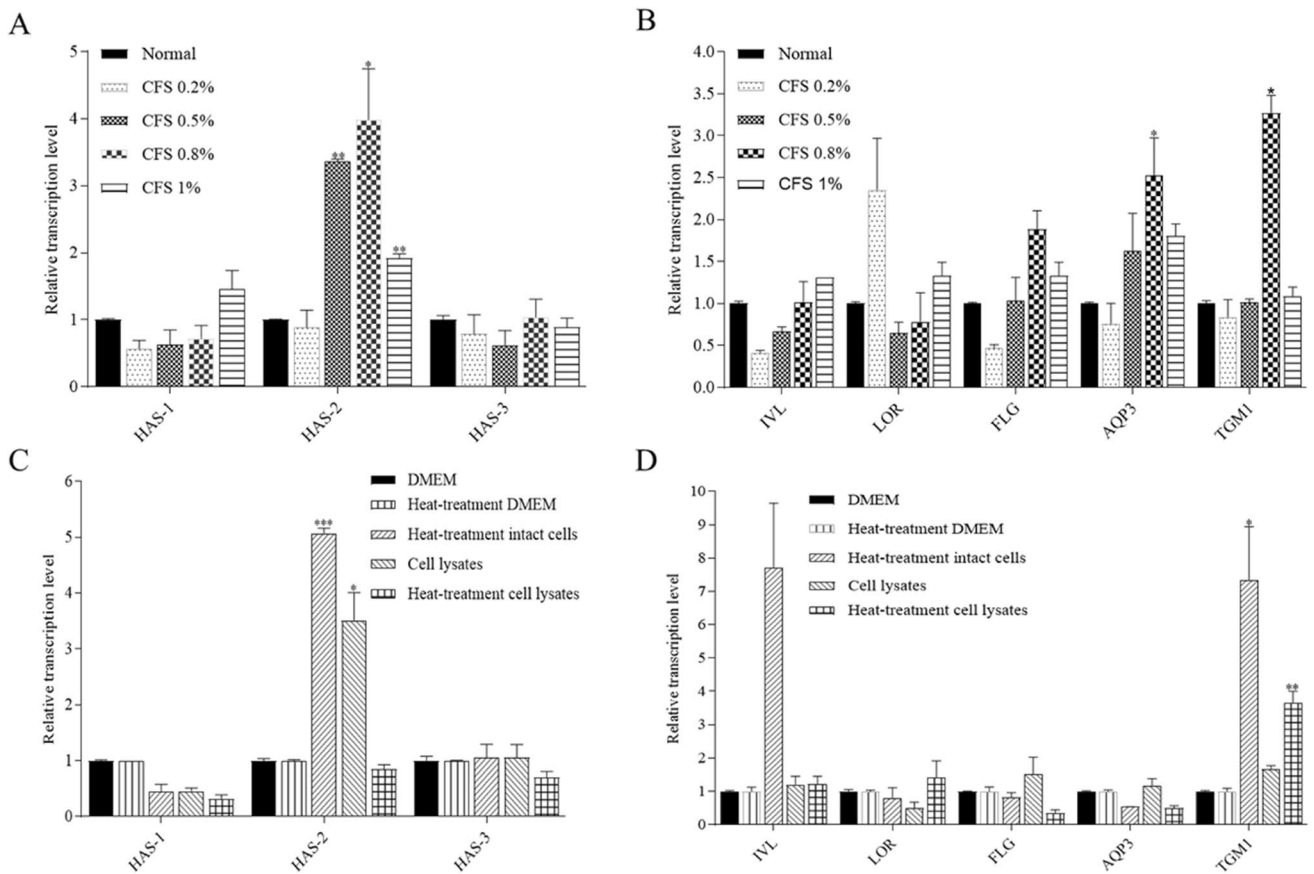 A
Relative transcription level
5
4
3
2
1
0
Normal
CFS 0.2%
CFS 0.5%
CFS 0.8%
CFS 1%
*
**
**
HAS-1
HAS-2
HAS-3
B
Relative transcription level
4.0
3.5
3.0
2.5
2.0
1.5
1.0
0.5
0.0
Normal
CFS 0.2%
CFS 0.5%
CFS 0.8%
CFS 1%
*
★
IVL
LOR
FLG
AQP3
TGM1
C
Relative transcription level
6
5
4
3
2
1
0
DMEM
Heat-treatment DMEM
Heat-treatment intact cells
Cell lysates
Heat-treatment cell lysates
***
*
HAS-1
HAS-2
HAS-3
D
Relative transcription level
10
9
8
7
6
5
4
3
2
1
0
DMEM
Heat-treatment DMEM
Heat-treatment intact cells
Cell lysates
Heat-treatment cell lysates
*
**
IVL
LOR
FLG
AQP3
TGM1